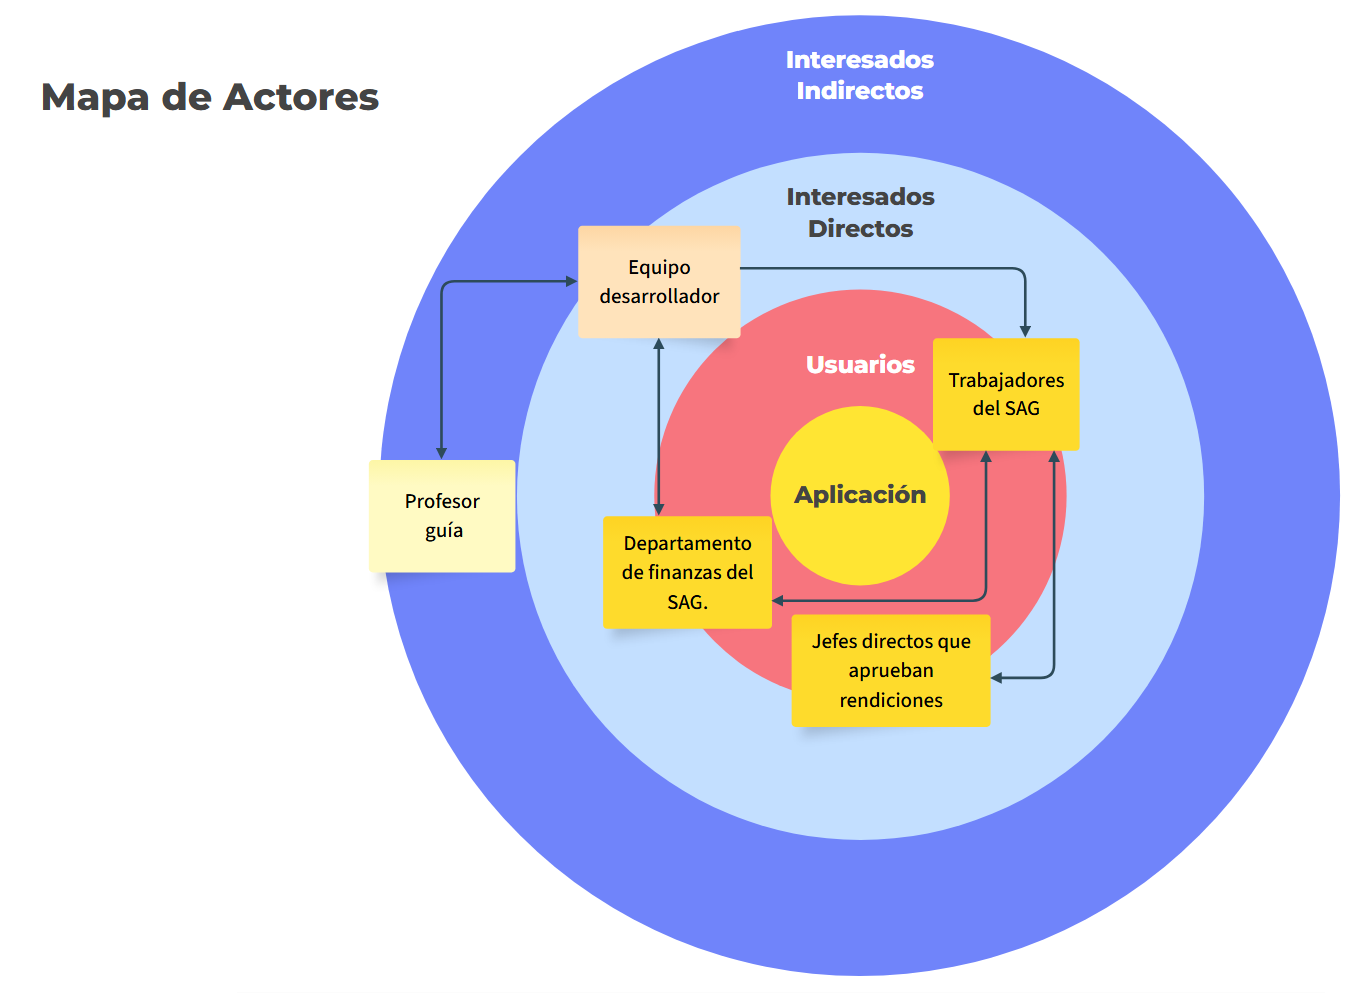 Mapa de Actores
Interesados
Indirectos
Interesados
Directos
Equipo
desarrollador
Usuarios
Trabajadores
del SAG
Aplicación
Profesor
guía
Departamento
de finanzas del
SAG.
Jefes directos que
aprueban
rendiciones